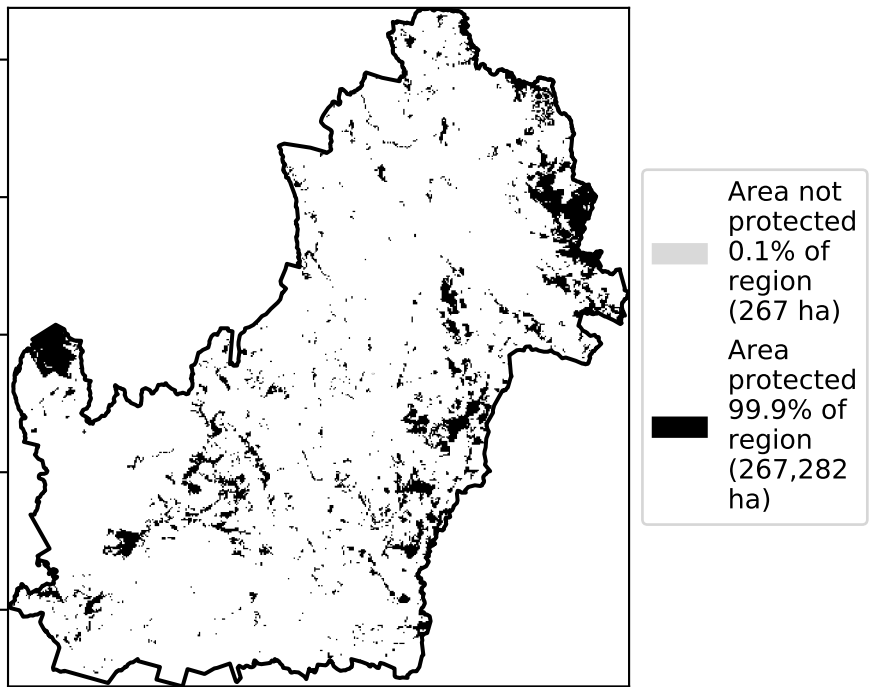 Area not
protected
0.1% of
region
(267 ha)
Area
protected
99.9% of
region
(267,282
ha)